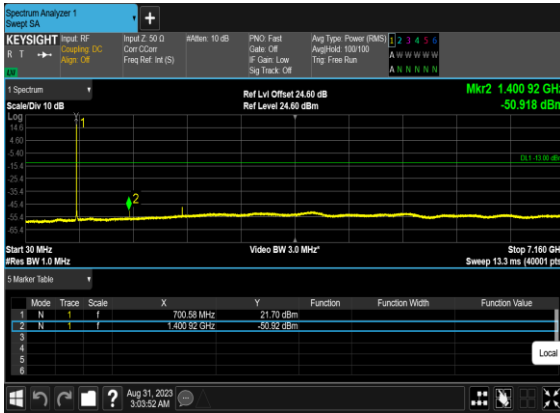 Spectrum Analyzer 1
Swept SA
+
KEYSIGHT
R T
Input: RF
Coupling: DC
Align: Off
Input Z: 50 Ω
Corr CCorr
Freq Ref: Int (S)
#Atten: 10 dB
PNO: Fast
Gate: Off
IF Gain: Low
Sig Track: Off
Avg Type: Power (RMS)
Avg|Hold: 100/100
Trig: Free Run
1 2 3 4 5 6
A W W W W W
A N N N N N
1 Spectrum
Scale/Div 10 dB
Ref Lvl Offset 24.60 dB
Ref Level 24.60 dBm
Mkr2 1.400 92 GHz
-50.918 dBm
Log
14.6
4.60
-5.40
-15.4
-25.4
-35.4
-45.4
-55.4
-65.4
1
2
DL1 -13.00 dBm
Start 30 MHz
#Res BW 1.0 MHz
Video BW 3.0 MHz*
Stop 7.160 GHz
Sweep 13.3 ms (40001 pts)
5 Marker Table
Mode Trace Scale X Y Function Function Width Function Value
1 N 1 f 700.58 MHz 21.70 dBm
2 N 1 f 1.400 92 GHz -50.92 dBm
3
4
5
6
Local
?
Aug 31, 2023
3:03:52 AM